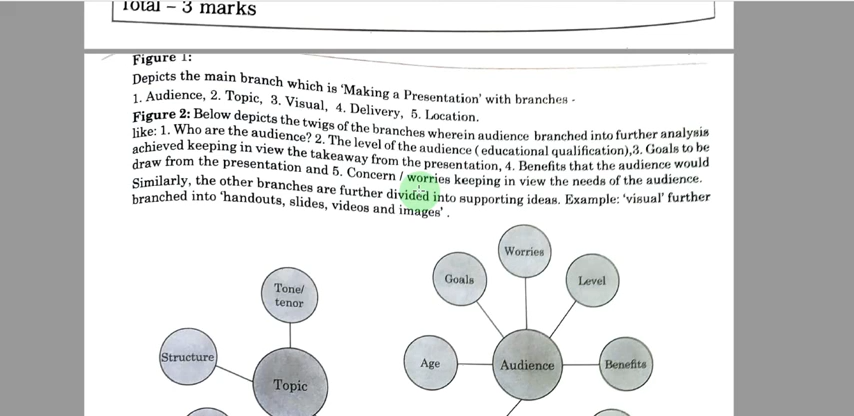 Total – 3 marks
Figure 1:
Depicts the main branch which is 'Making a Presentation' with branches -
1. Audience, 2. Topic, 3. Visual, 4. Delivery, 5. Location.
Figure 2: Below depicts the twigs of the branches wherein audience branched into further analysis
like: 1. Who are the audience? 2. The level of the audience ( educational qualification),3. Goals to be
achieved keeping in view the takeaway from the presentation, 4. Benefits that the audience would
draw from the presentation and 5. Concern / worries keeping in view the needs of the audience.
Similarly, the other branches are further divided into supporting ideas. Example: 'visual' further
branched into 'handouts, slides, videos and images' .
Worries
Goals
Level
Tone/
tenor
Structure
Age
Audience
Benefits
Topic